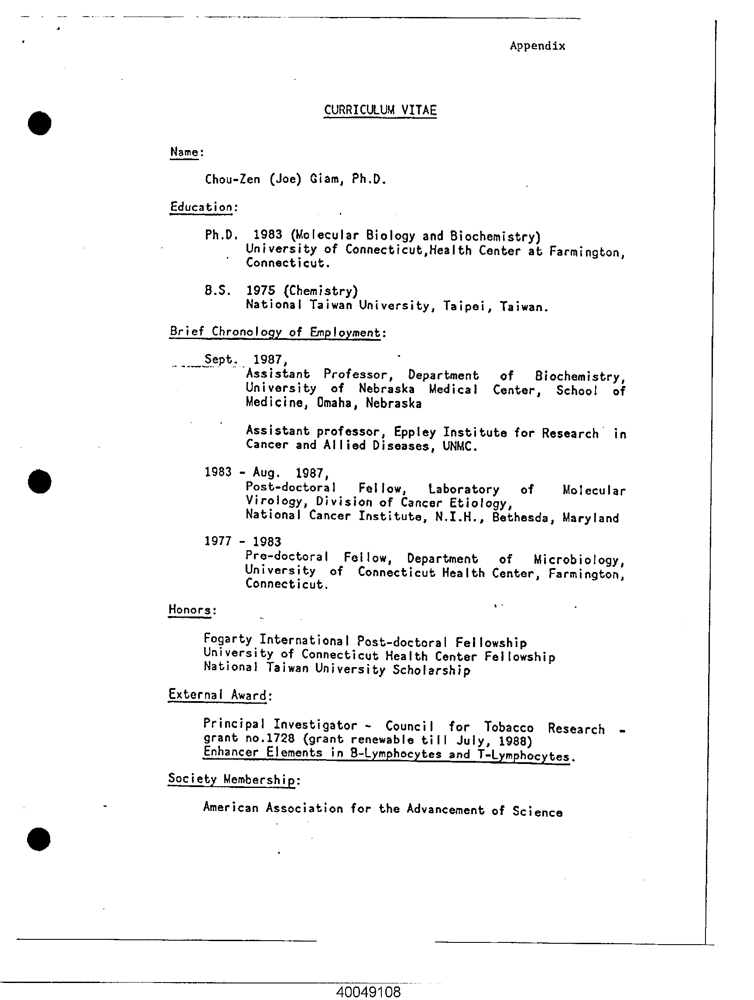 Appendix
CURRICULUM VITAE
Name:
Chou-Zen (Joe) Giam, Ph.D.
Education:
Ph.D. 1983 (Molecular Biology and Biochemistry)
University of Connecticut,Health Center at Farmington,
Connecticut.
B.S. 1975 (Chemistry)
National Taiwan University, Taipei, Taiwan.
Brief Chronology of Employment:
Sept. 1987,
Assistant Professor, Department of Biochemistry,
University of Nebraska Medical Center, School of
Medicine, Omaha, Nebraska
Assistant professor, Eppley Institute for Research in
Cancer and Allied Diseases, UNMC.
1983 - Aug. 1987,
Post-doctoral Fellow, Laboratory of Molecular
Virology, Division of Cancer Etiology,
National Cancer Institute, N.I.H., Bethesda, Maryland
1977 - 1983
Pre-doctoral Fellow, Department of Microbiology,
University of Connecticut Health Center, Farmington,
Connecticut.
Honors:
Fogarty International Post-doctoral Fellowship
University of Connecticut Health Center Fellowship
National Taiwan University Scholarship
External Award:
Principal Investigator - Council for Tobacco Research -
grant no.1728 (grant renewable till July, 1988)
Enhancer Elements in B-Lymphocytes and T-Lymphocytes.
Society Membership:
American Association for the Advancement of Science
40049108